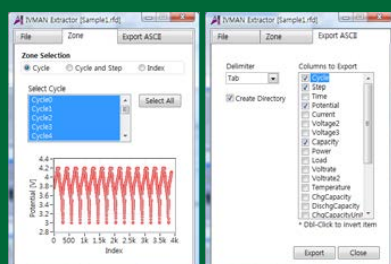 IVMAN Extractor [Sample1.rfd]
File
Zone
Export ASCII
Zone Selection
Cycle
Cycle and Step
Index
Select Cycle
Cycle0
Cycle1
Cycle2
Cycle3
Cycle4
Select All
Potential [V]
4.4
4.2
4
3.8
3.6
3.4
3.2
3
2.8
0 500 1k 1.5k 2k 2.5k 3k 3.5k 4k
Index
IVMAN Extractor [Sample1.rfd]
File
Zone
Export ASCII
Delimiter
Tab
Create Directory
Columns to Export
Cycle
Step
Time
Potential
Current
Voltage2
Voltage3
Capacity
Power
Load
Voltrate
Voltrate2
Temperature
ChgCapacity
DischgCapacity
ChgCapacityUnit
* Dbl-Click to invert item
Export
Close